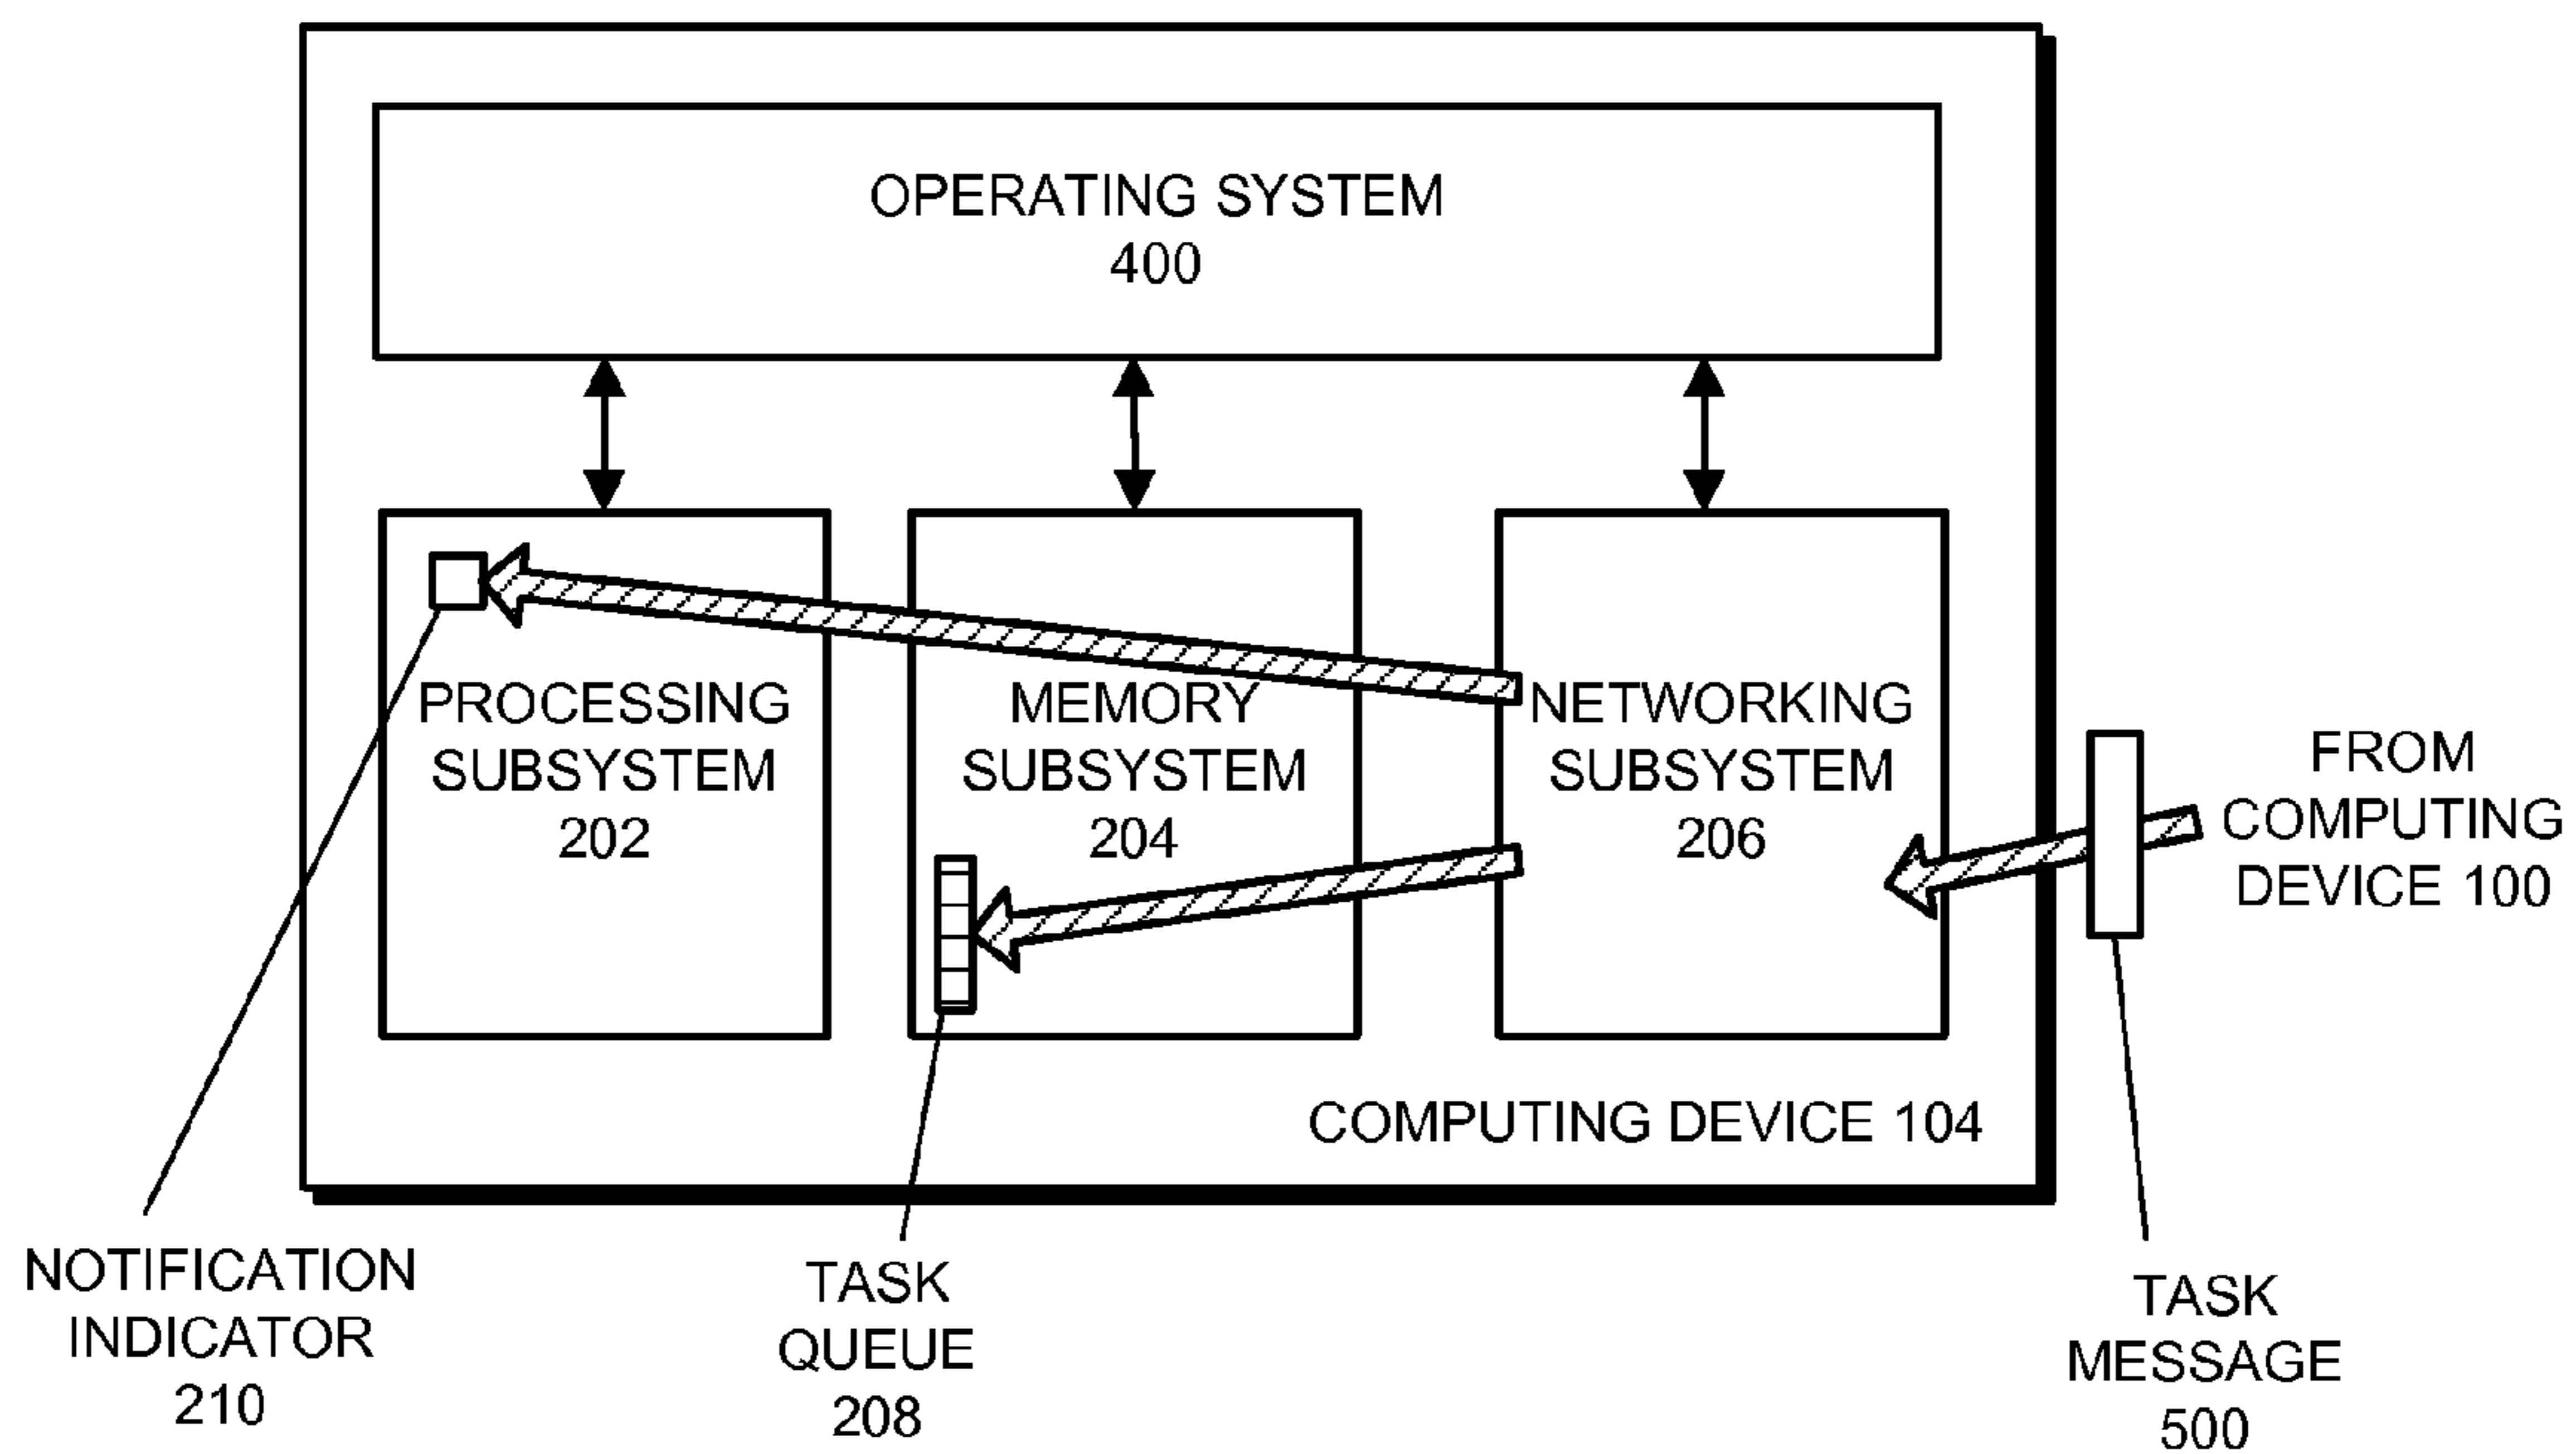 OPERATING SYSTEM
400
PROCESSING
SUBSYSTEM
202
MEMORY
SUBSYSTEM
204
NETWORKING
SUBSYSTEM
206
FROM
COMPUTING
DEVICE 100
COMPUTING DEVICE 104
NOTIFICATION
INDICATOR
210
TASK
QUEUE
208
TASK
MESSAGE
500